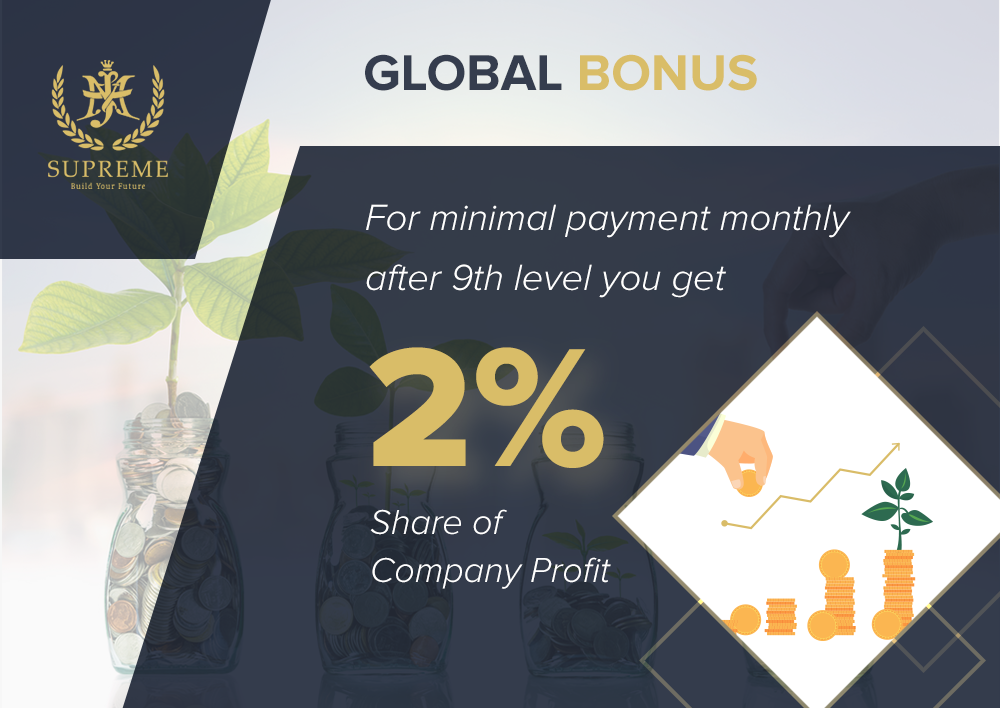 SUPREME
Build Your Future
GLOBAL BONUS
For minimal payment monthly
after 9th level you get
2%
Share of
Company Profit